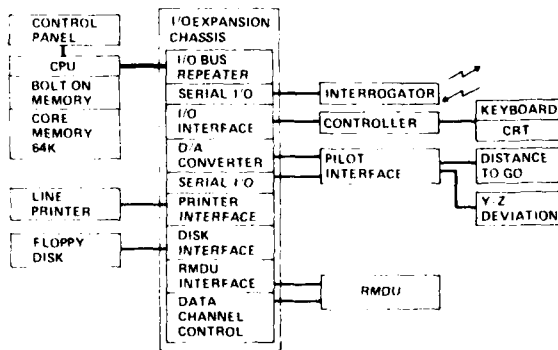 CONTROL
PANEL
CPU
BOLT ON
MEMORY
CORE
MEMORY
64K
LINE
PRINTER
FLOPPY
DISK
I/O EXPANSION
CHASSIS
I/O BUS
REPEATER
SERIAL I/O
I/O
INTERFACE
D/A
CONVERTER
SERIAL I/O
PRINTER
INTERFACE
DISK
INTERFACE
RMDU
INTERFACE
DATA
CHANNEL
CONTROL
INTERROGATOR
CONTROLLER
PILOT
INTERFACE
RMDU
KEYBOARD
CRT
DISTANCE
TO GO
Y-Z
DEVIATION